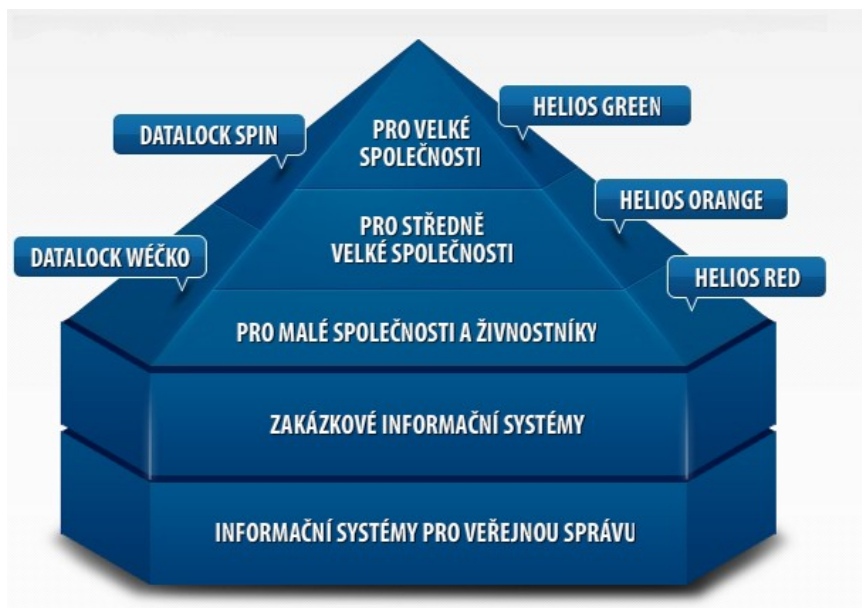 HELIOS GREEN
DATALOCK SPIN
PRO VELKÉ
SPOLEČNOSTI
HELIOS ORANGE
PRO STŘEDNĚ
VELKÉ SPOLEČNOSTI
DATALOCK WÉČKO
HELIOS RED
PRO MALÉ SPOLEČNOSTI A ŽIVNOSTNÍKY
ZAKÁZKOVÉ INFORMAČNÍ SYSTÉMY
INFORMAČNÍ SYSTÉMY PRO VEŘEJNOU SPRÁVU